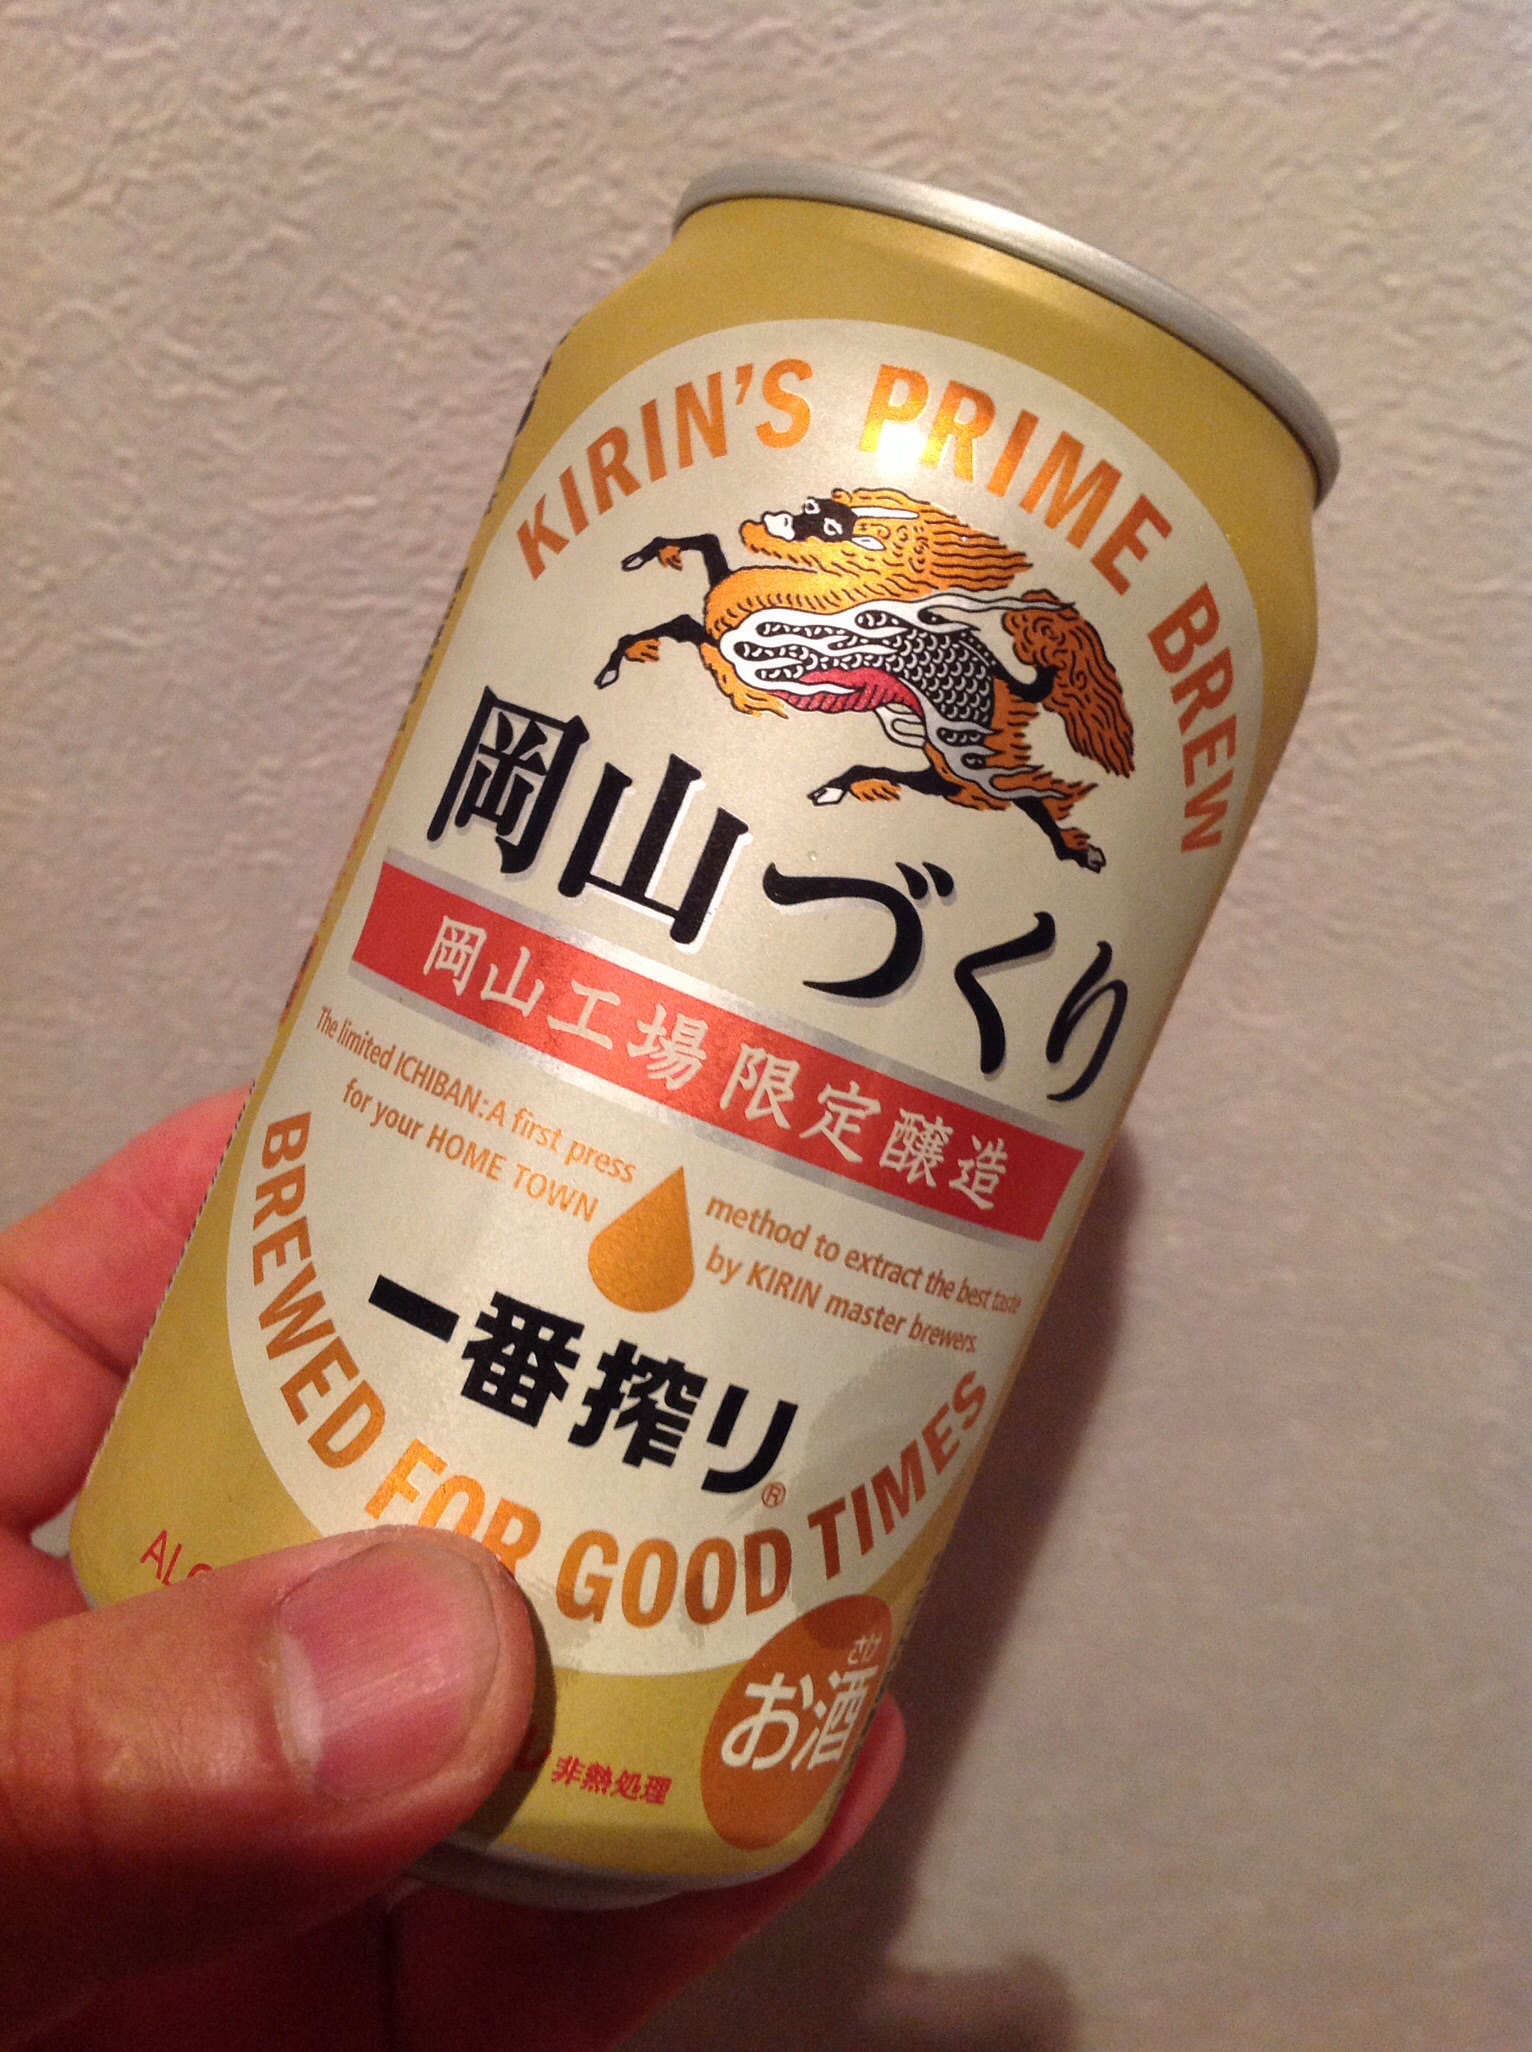 KIRIN'S PRIME BREW
岡山づくり
岡山工場 限定醸造
The limited ICHIBAN: A first press
for your HOME TOWN
method to extract the best taste
by KIRIN master brewers.
一番搾り®
BREWED FOR GOOD TIMES
さけ
お酒
非熱処理